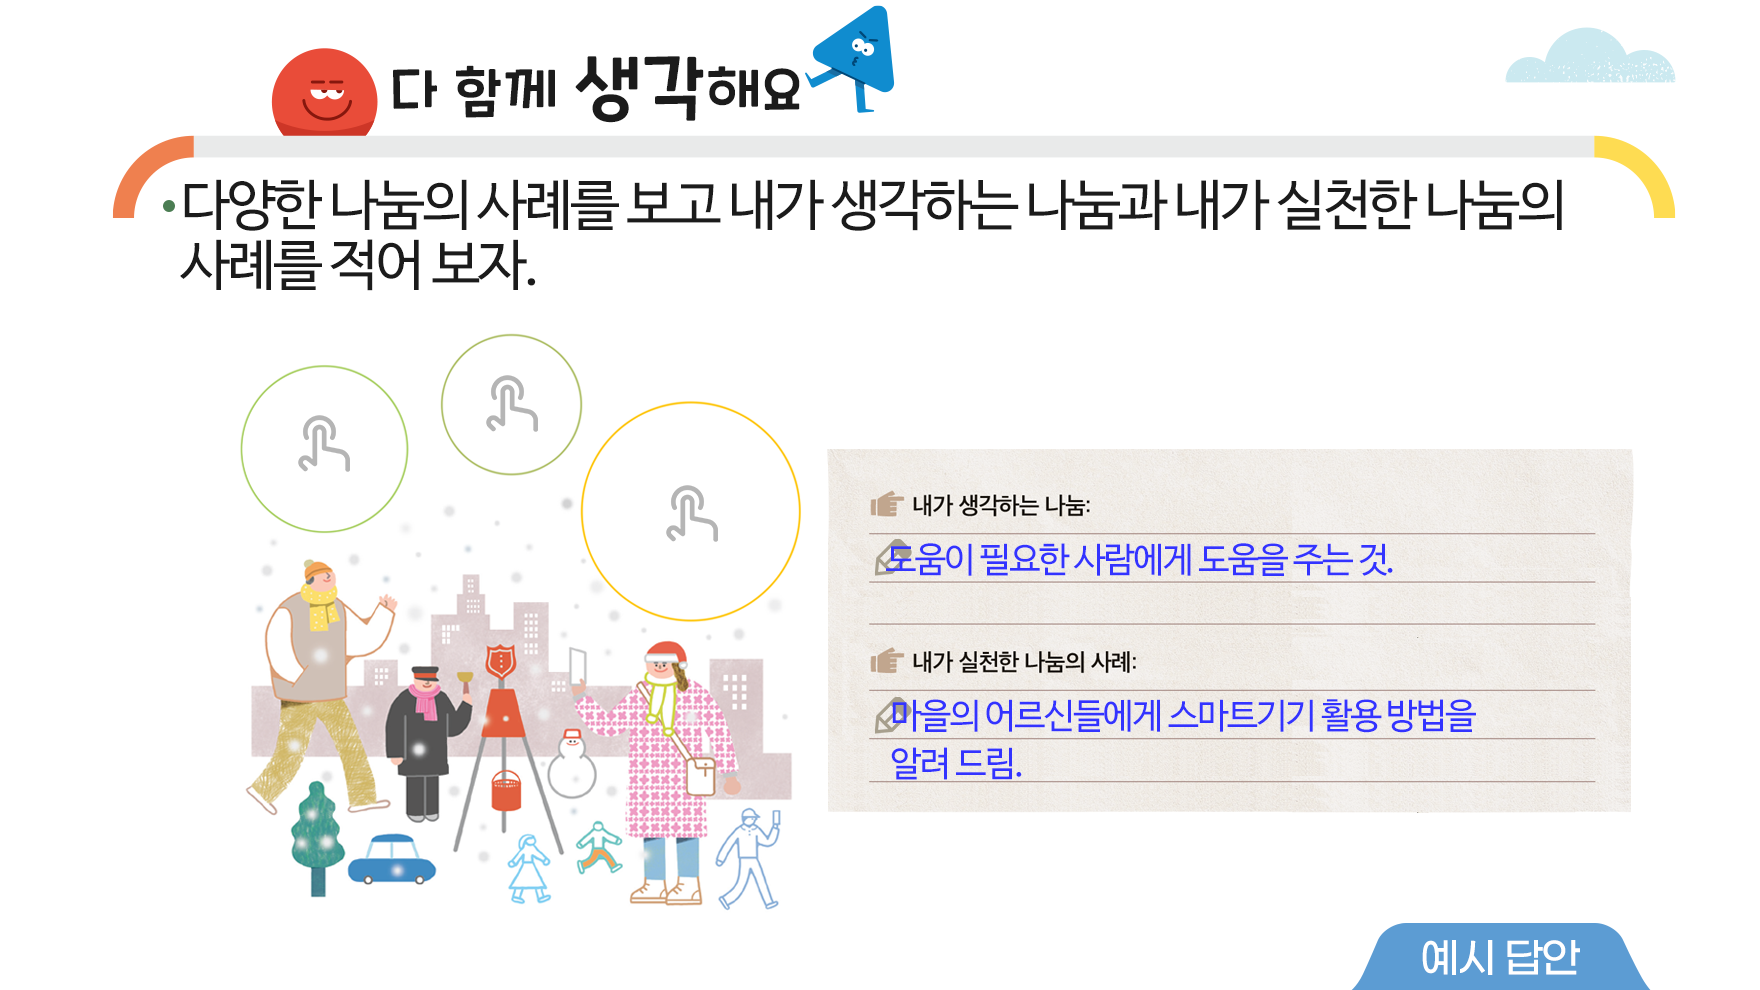 다 함께 생각해요
• 다양한 나눔의 사례를 보고 내가 생각하는 나눔과 내가 실천한 나눔의
사례를 적어 보자.
내가 생각하는 나눔:
도움이 필요한 사람에게 도움을 주는 것.
내가 실천한 나눔의 사례:
마을의 어르신들에게 스마트기기 활용 방법을
알려 드림.
예시 답안